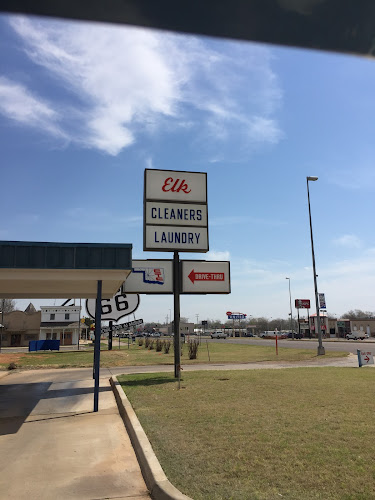 Elk
CLEANERS
LAUNDRY
DRIVE-THRU
66